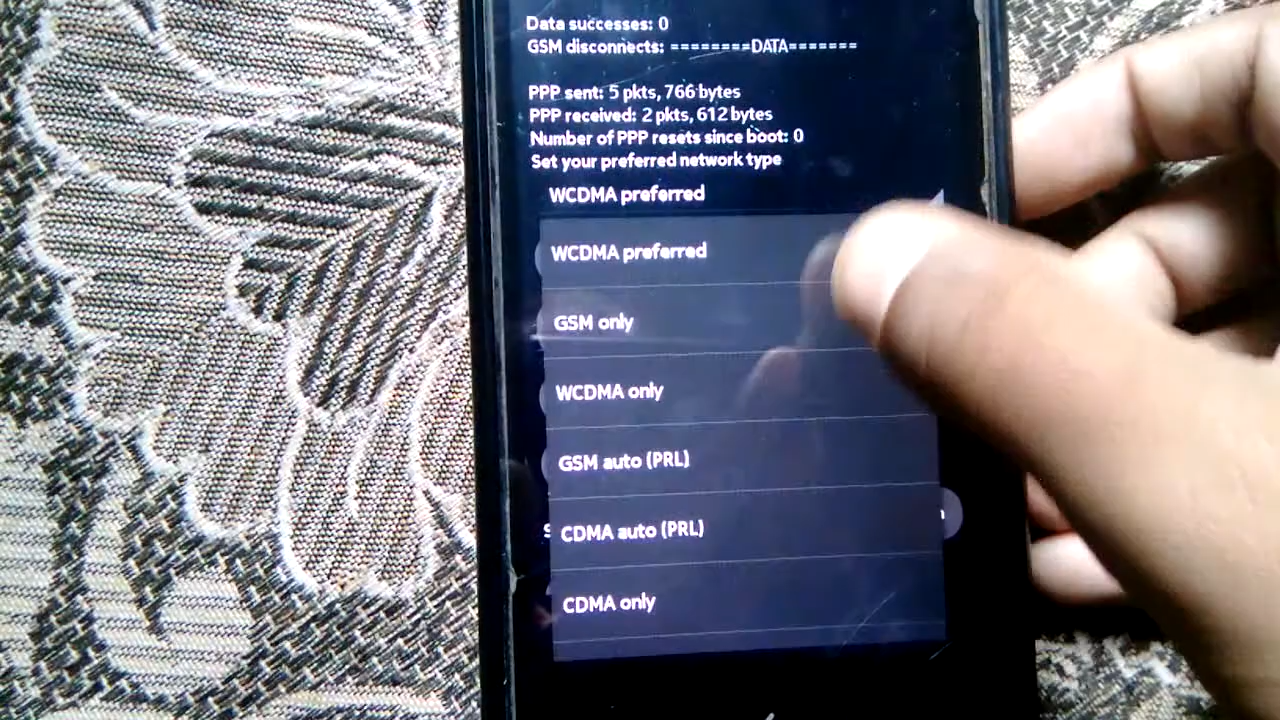 Data successes: 0
GSM disconnects: ========DATA=======
PPP sent: 5 pkts, 766 bytes
PPP received: 2 pkts, 612 bytes
Number of PPP resets since boot: 0
Set your preferred network type
WCDMA preferred
WCDMA preferred
GSM only
WCDMA only
GSM auto (PRL)
CDMA auto (PRL)
CDMA only